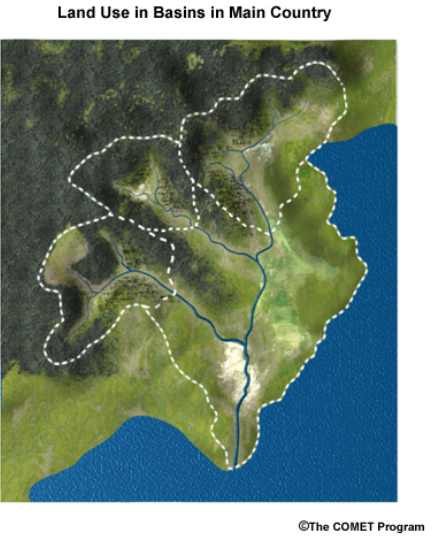 Land Use in Basins in Main Country
©The COMET Program